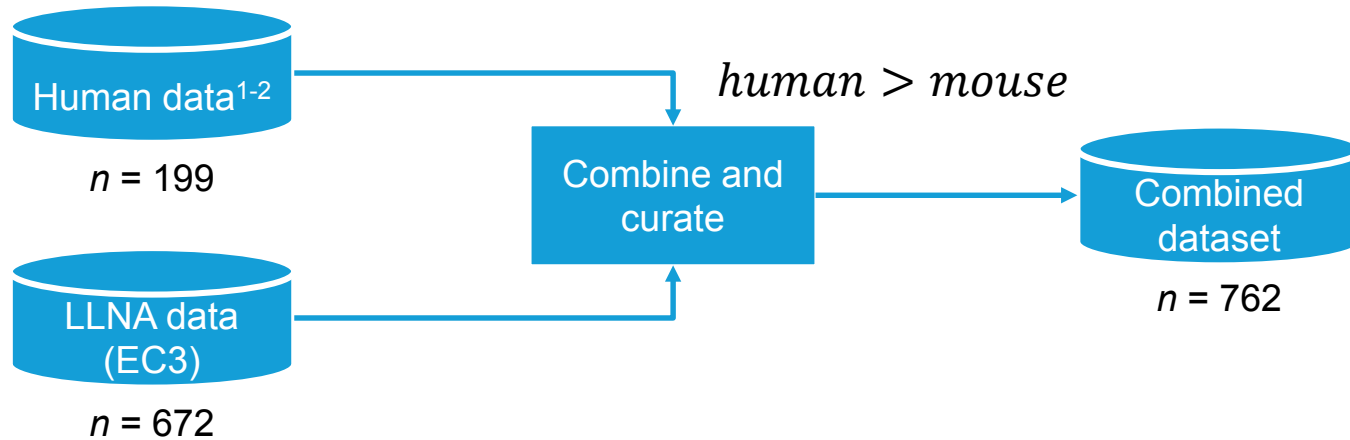 Human data1-2
n = 199
human > mouse
Combine and
curate
Combined
dataset
n = 762
LLNA data
(EC3)
n = 672